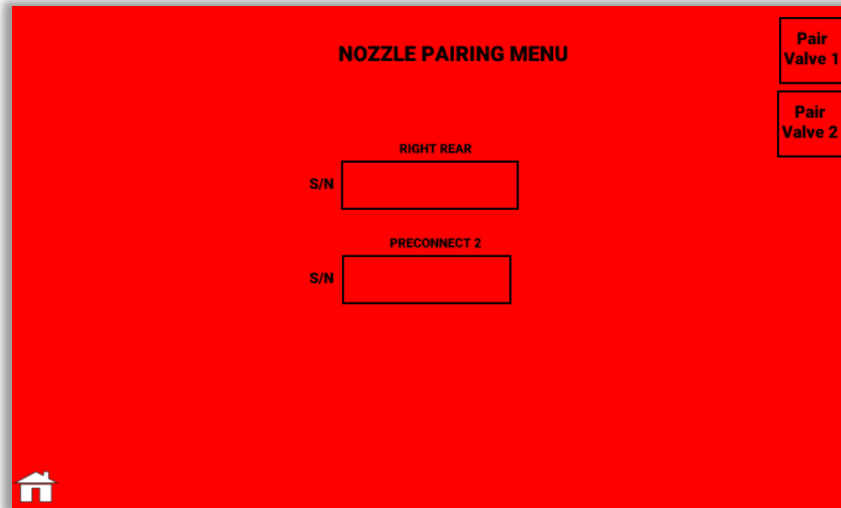 NOZZLE PAIRING MENU
Pair
Valve 1
Pair
Valve 2
RIGHT REAR
S/N
PRECONNECT 2
S/N